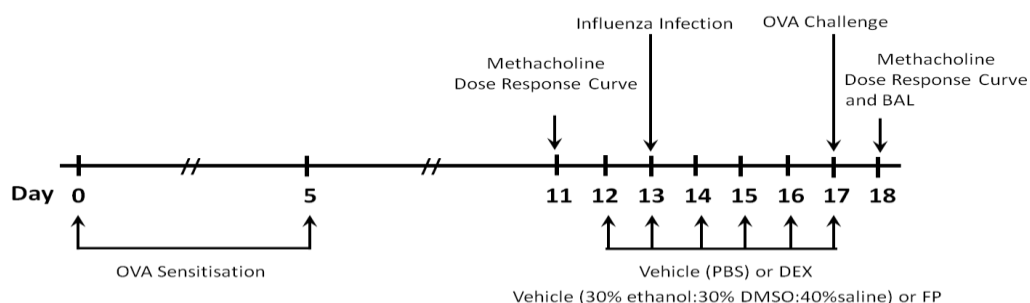 Influenza Infection
OVA Challenge
Methacholine
Dose Response Curve
Methacholine
Dose Response Curve
and BAL
Day 0 5 11 12 13 14 15 16 17 18
OVA Sensitisation
Vehicle (PBS) or DEX
Vehicle (30% ethanol:30% DMSO:40%saline) or FP